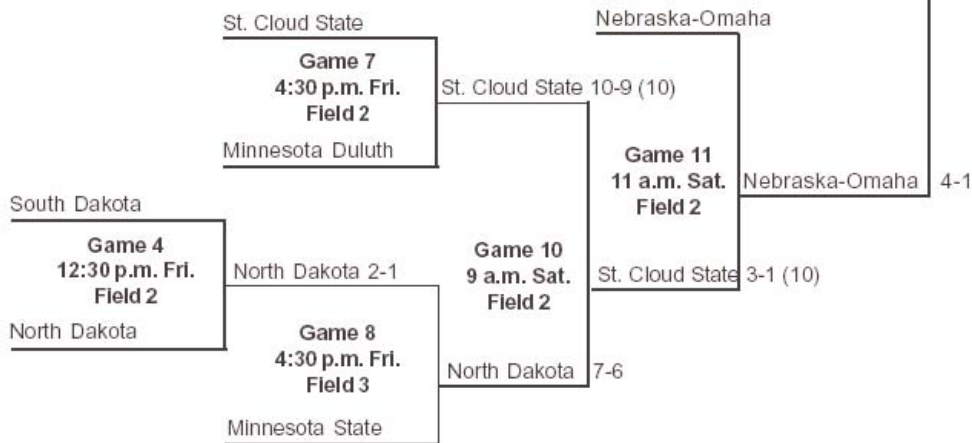 St. Cloud State
Nebraska-Omaha
Game 7
4:30 p.m. Fri.
Field 2
St. Cloud State 10-9 (10)
Minnesota Duluth
Game 11
11 a.m. Sat.
Field 2
Nebraska-Omaha 4-1
South Dakota
Game 4
12:30 p.m. Fri.
Field 2
North Dakota 2-1
Game 10
9 a.m. Sat.
Field 2
St. Cloud State 3-1 (10)
North Dakota
Game 8
4:30 p.m. Fri.
Field 3
North Dakota 7-6
Minnesota State